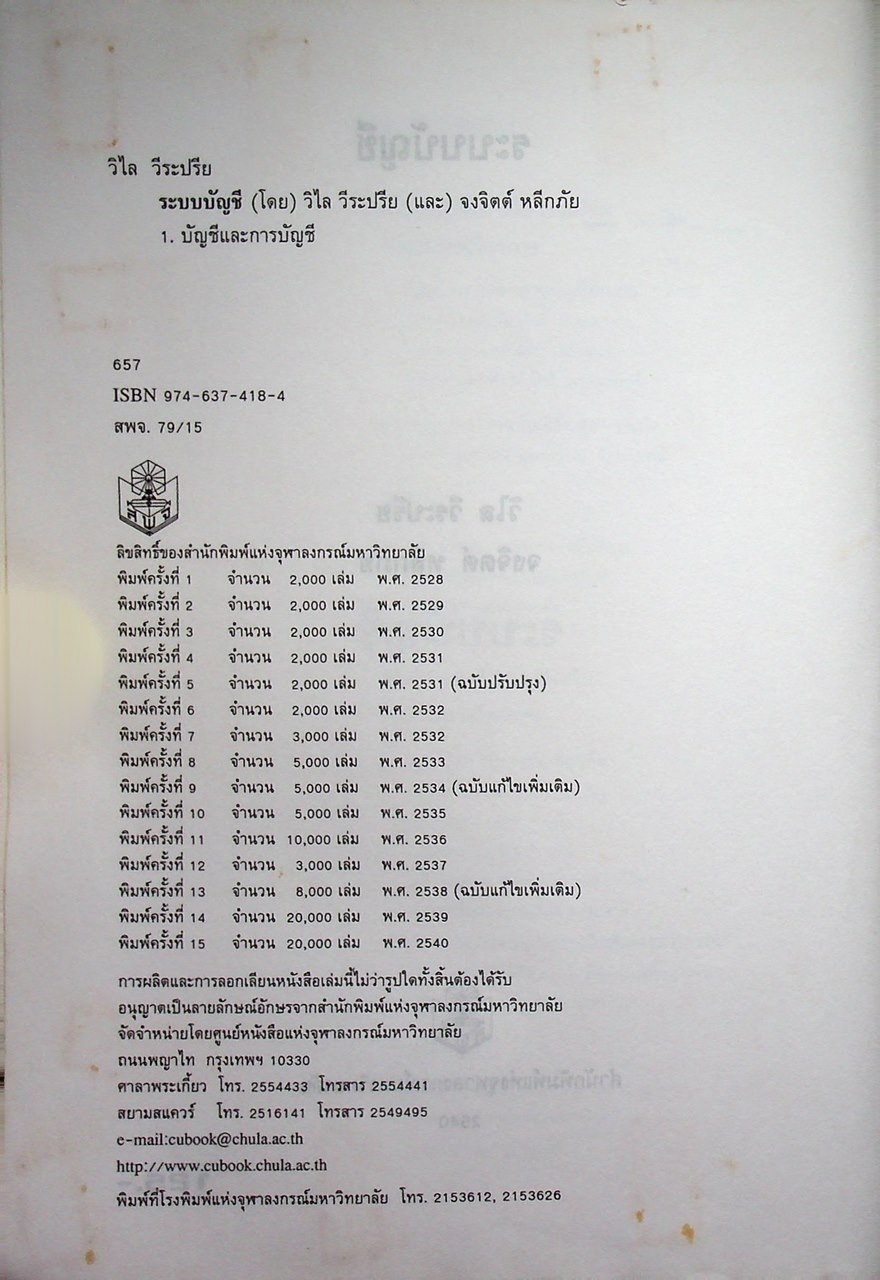 วิไล วีระปรีย
ระบบบัญชี (โดย) วิไล วีระปรีย (และ) จงจิตต์ หลีกภัย
1. บัญชีและการบัญชี
657
ISBN 974-637-418-4
สพจ. 79/15
สพจ
ลิขสิทธิ์ของสำนักพิมพ์แห่งจุฬาลงกรณ์มหาวิทยาลัย
พิมพ์ครั้งที่ 1 จำนวน 2,000 เล่ม พ.ศ. 2528
พิมพ์ครั้งที่ 2 จำนวน 2,000 เล่ม พ.ศ. 2529
พิมพ์ครั้งที่ 3 จำนวน 2,000 เล่ม พ.ศ. 2530
พิมพ์ครั้งที่ 4 จำนวน 2,000 เล่ม พ.ศ. 2531
พิมพ์ครั้งที่ 5 จำนวน 2,000 เล่ม พ.ศ. 2531 (ฉบับปรับปรุง)
พิมพ์ครั้งที่ 6 จำนวน 2,000 เล่ม พ.ศ. 2532
พิมพ์ครั้งที่ 7 จำนวน 3,000 เล่ม พ.ศ. 2532
พิมพ์ครั้งที่ 8 จำนวน 5,000 เล่ม พ.ศ. 2533
พิมพ์ครั้งที่ 9 จำนวน 5,000 เล่ม พ.ศ. 2534 (ฉบับแก้ไขเพิ่มเติม)
พิมพ์ครั้งที่ 10 จำนวน 5,000 เล่ม พ.ศ. 2535
พิมพ์ครั้งที่ 11 จำนวน 10,000 เล่ม พ.ศ. 2536
พิมพ์ครั้งที่ 12 จำนวน 3,000 เล่ม พ.ศ. 2537
พิมพ์ครั้งที่ 13 จำนวน 8,000 เล่ม พ.ศ. 2538 (ฉบับแก้ไขเพิ่มเติม)
พิมพ์ครั้งที่ 14 จำนวน 20,000 เล่ม พ.ศ. 2539
พิมพ์ครั้งที่ 15 จำนวน 20,000 เล่ม พ.ศ. 2540
การผลิตและการลอกเลียนหนังสือเล่มนี้ไม่ว่ารูปใดทั้งสิ้นต้องได้รับ
อนุญาตเป็นลายลักษณ์อักษรจากสำนักพิมพ์แห่งจุฬาลงกรณ์มหาวิทยาลัย
จัดจำหน่ายโดยศูนย์หนังสือแห่งจุฬาลงกรณ์มหาวิทยาลัย
ถนนพญาไท กรุงเทพฯ 10330
ศาลาพระเกี้ยว โทร. 2554433 โทรสาร 2554441
สยามสแควร์ โทร. 2516141 โทรสาร 2549495
e-mail:cubook@chula.ac.th
http://www.cubook.chula.ac.th
พิมพ์ที่โรงพิมพ์แห่งจุฬาลงกรณ์มหาวิทยาลัย โทร. 2153612, 2153626